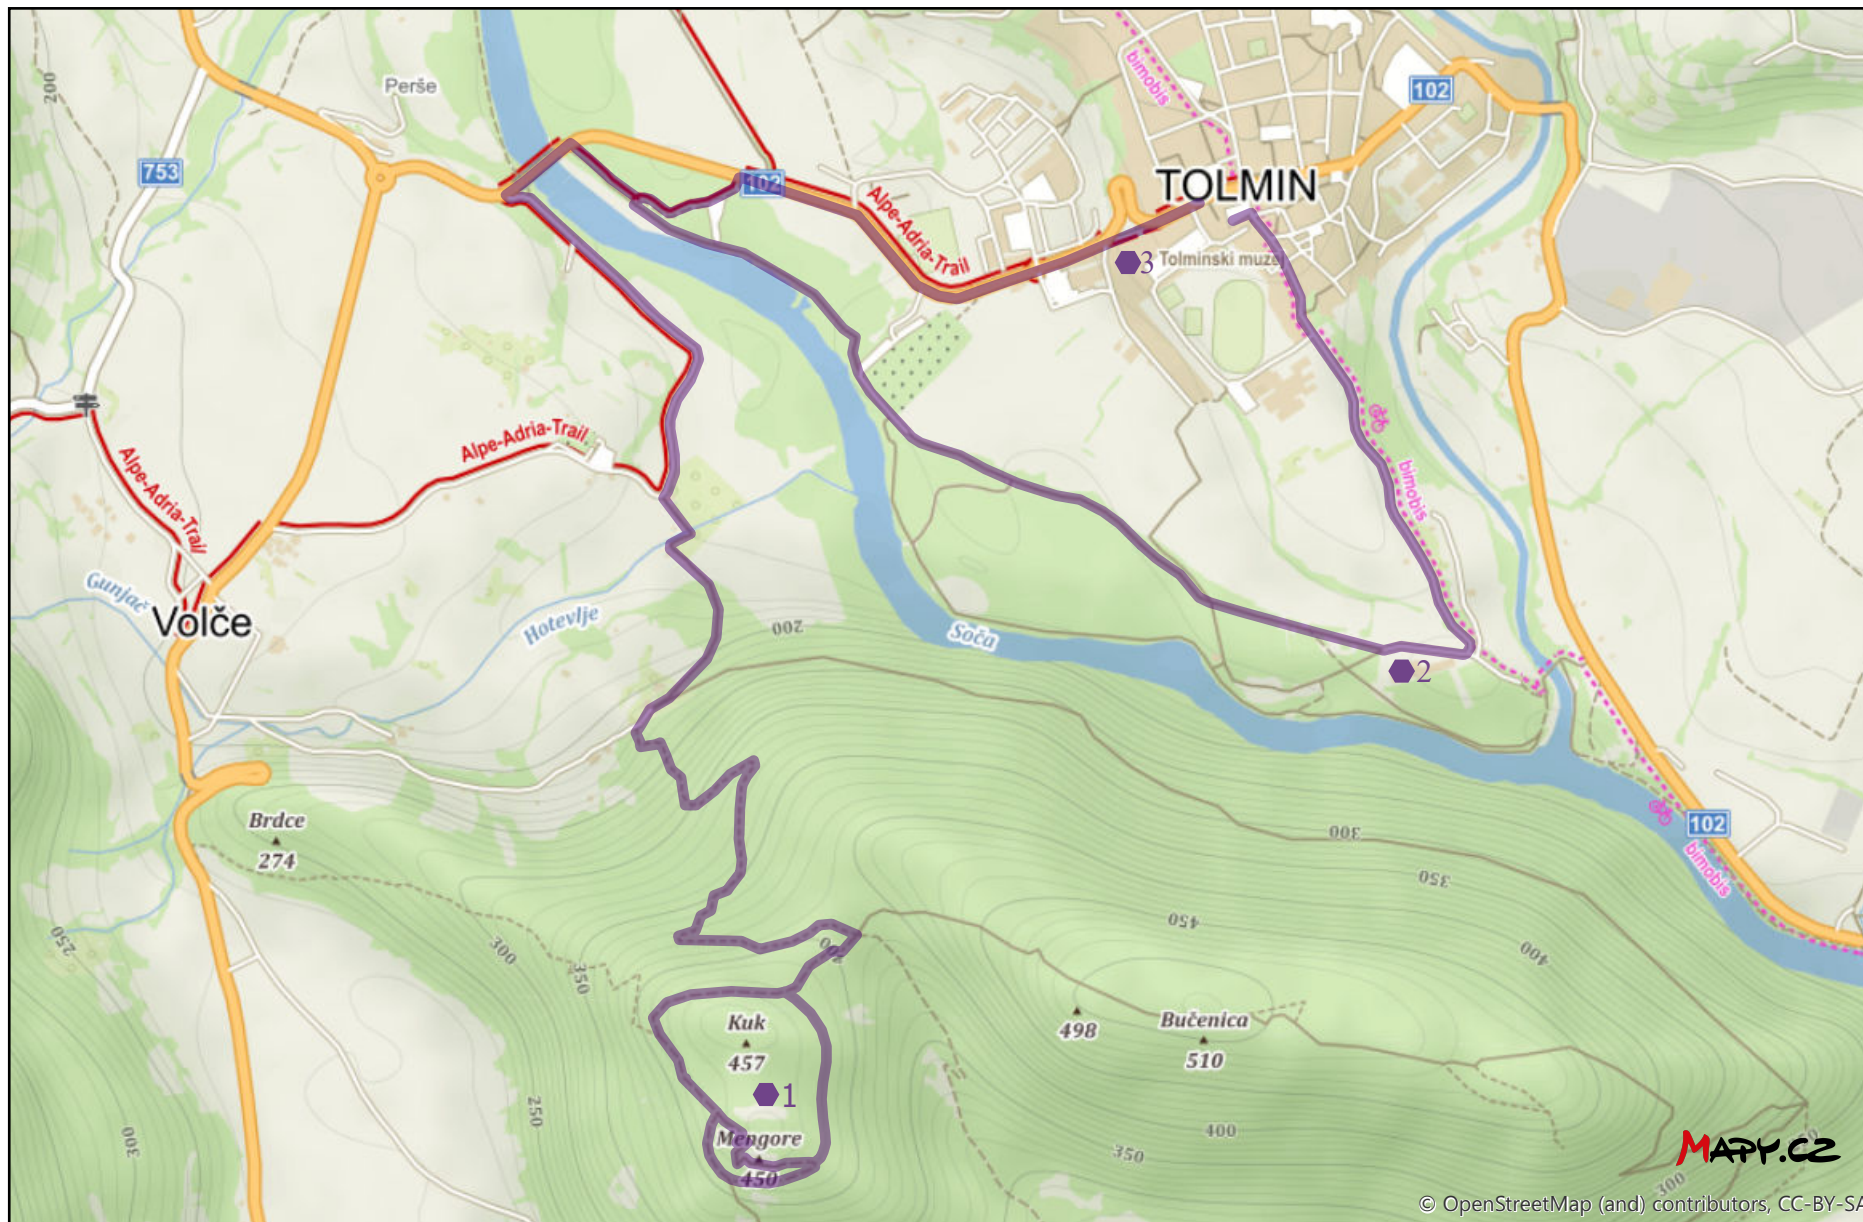 200
Perše
bimobis
102
753
TOLMIN
102
Alpe-Adria-Trail
3
Tolminski muzej
Alpe-Adria-Trail
Alpe-Adria-Trail
bimobis
Gunjač
Volče
Hotevlje
200
Soča
2
Brdce
274
300
102
350
bimobis
450
250
300
350
400
400
Kuk
457
498
Bučenica
510
1
250
300
Mengore
450
400
350
300
MAPY.CZ
© OpenStreetMap (and) contributors, CC-BY-SA